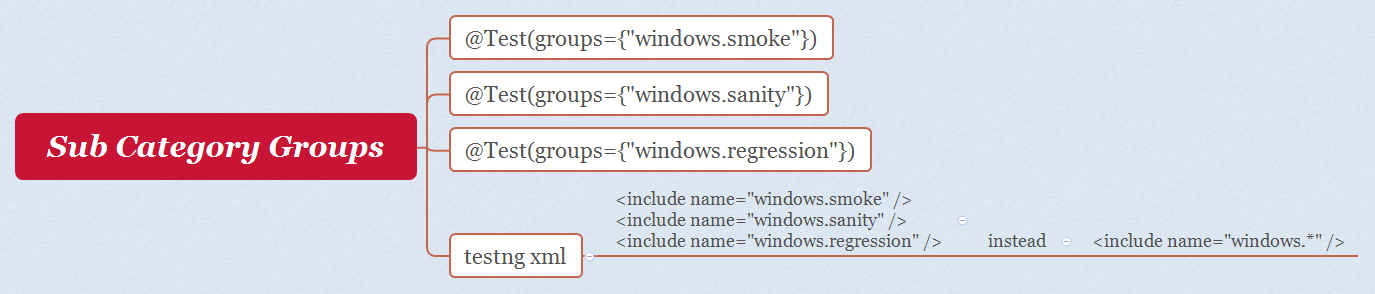 Sub Category Groups
@Test(groups={"windows.smoke"})
@Test(groups={"windows.sanity"})
@Test(groups={"windows.regression"})
testng xml
<include name="windows.smoke" />
<include name="windows.sanity" />
<include name="windows.regression" />
instead
<include name="windows.*" />